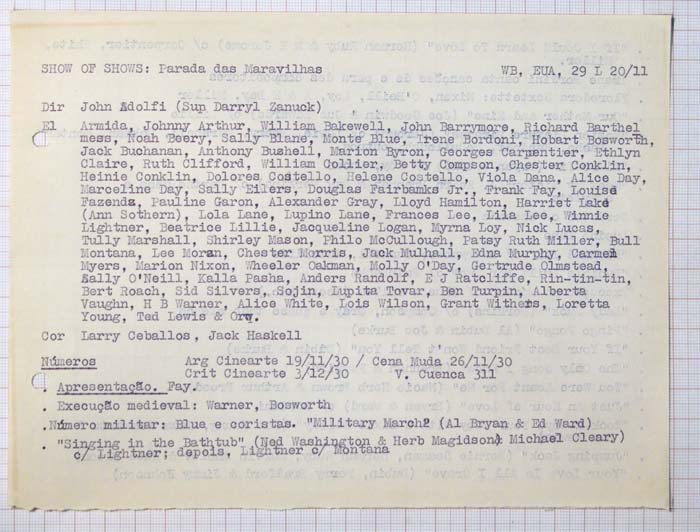 SHOW OF SHOWS: Parada das Maravilhas WB, EUA, 29 L 20/11
Dir John Adolfi (Sup Darryl Zanuck)
El Armida, Johnny Arthur, William Bakewell, John Barrymore, Richard Barthel
mess, Noah Beery, Sally Blane, Monte Blue, Irene Bordoni, Hobart Bosworth,
Jack Buchanan, Anthony Bushell, Marion Byron, Georges Carpentier, Ethlyn
Claire, Ruth Clifford, William Collier, Betty Compson, Chester Conklin,
Heinie Conklin, Dolores Costello, Helene Costello, Viola Dana, Alice Day,
Marceline Day, Sally Eilers, Douglas Fairbanks Jr., Frank Fay, Louise
Fazenda, Pauline Garon, Alexander Gray, Lloyd Hamilton, Harriet Lake
(Ann Sothern), Lola Lane, Lupino Lane, Frances Lee, Lila Lee, Winnie
Lightner, Beatrice Lillie, Jacqueline Logan, Myrna Loy, Nick Lucas,
Tully Marshall, Shirley Mason, Philo McCullough, Patsy Ruth Miller, Bull
Montana, Lee Moran, Chester Morris, Jack Mulhall, Edna Murphy, Carmel
Myers, Marion Nixon, Wheeler Oakman, Molly O'Day, Gertrude Olmstead,
Sally O'Neill, Kalla Pasha, Anders Randolf, E J Ratcliffe, Rin-tin-tin,
Bert Roach, Sid Silvers, Sojin, Lupita Tovar, Ben Turpin, Alberta
Vaughn, H B Warner, Alice White, Lois Wilson, Grant Withers, Loretta
Young, Ted Lewis & Orq.
Cor Larry Ceballos, Jack Haskell
Números Arg Cinearte 19/11/30 / Cena Muda 26/11/30
Crit Cinearte 3/12/30 V. Cuenca 311
. Apresentação. Fay.
. Execução medieval: Warner, Bosworth
.Número militar: Blue e coristas. "Military March2 (Al Bryan & Ed Ward)
. "Singing in the Bathtub" (Ned Washington & Herb Magidson) Michael Cleary)
c/ Lightner; depois, Lightner c/ Montana